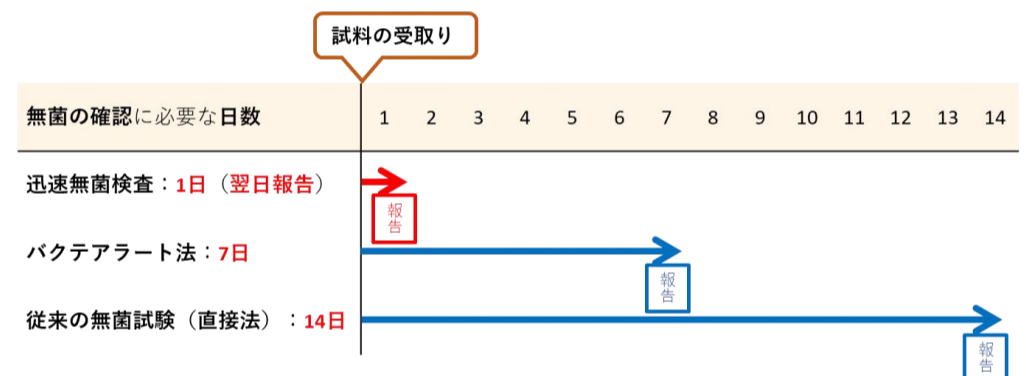 試料の受取り
無菌の確認に必要な日数 1 2 3 4 5 6 7 8 9 10 11 12 13 14
迅速無菌検査：1日（翌日報告）
報告
バクテアラート法：7日
報告
従来の無菌試験（直接法）：14日
報告